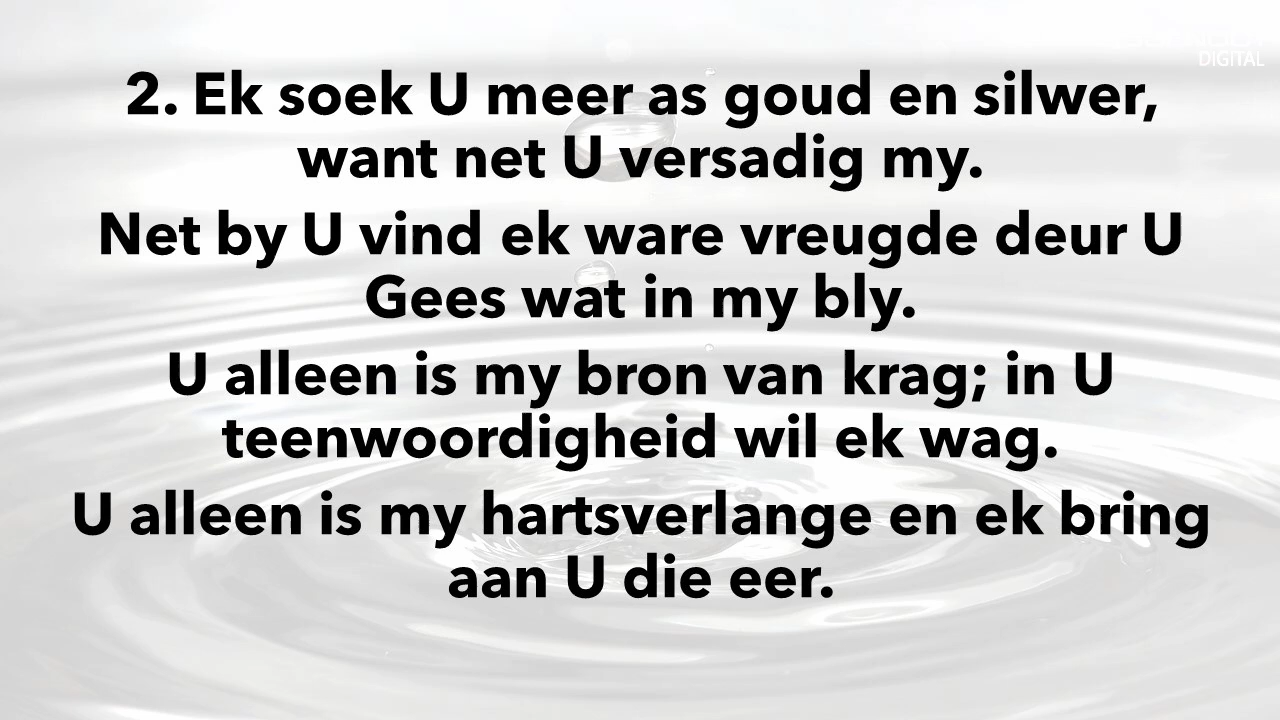 DIGITAL
2. Ek soek U meer as goud en silwer,
want net U versadig my.
Net by U vind ek ware vreugde deur U
Gees wat in my bly.
U alleen is my bron van krag; in U
teenwoordigheid wil ek wag.
U alleen is my hartsverlange en ek bring
aan U die eer.